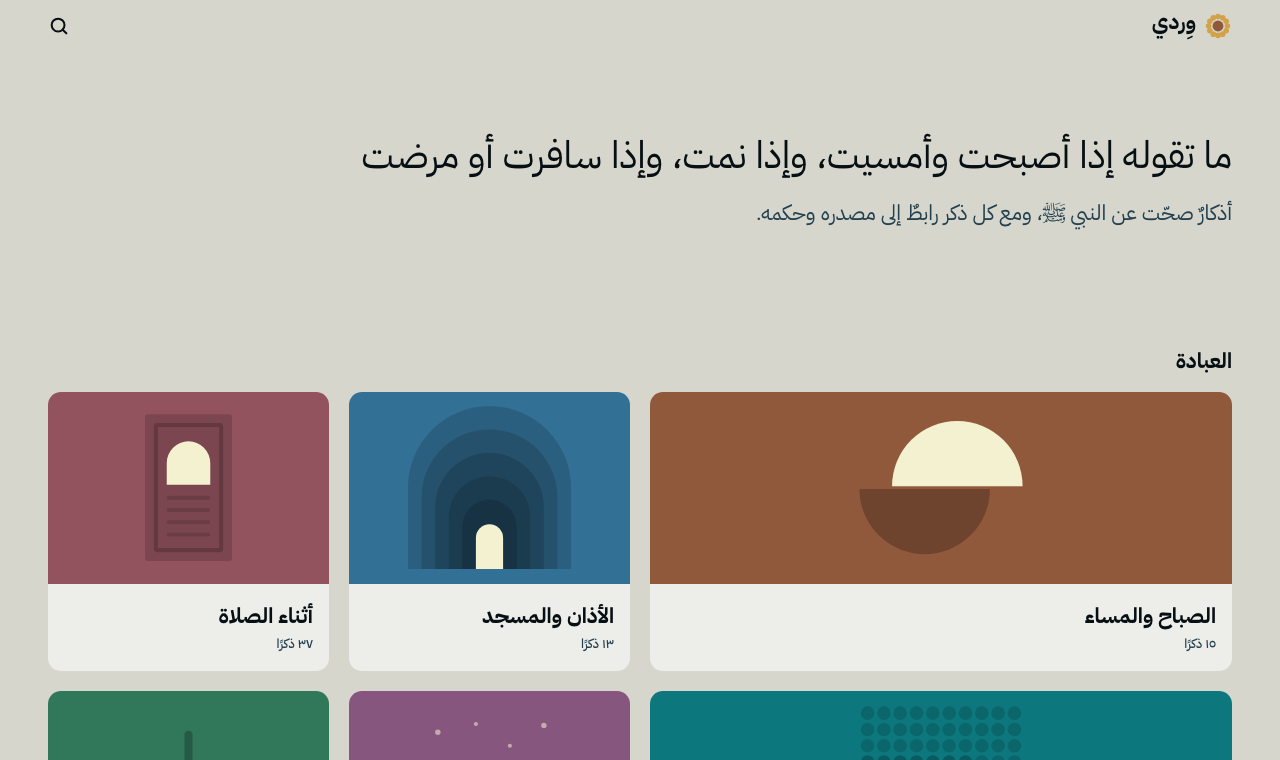 وِردي
ما تقوله إذا أصبحت وأمسيت، وإذا نمت، وإذا سافرت أو مرضت
أذكارٌ صحّت عن النبي ﷺ، ومع كل ذكر رابطٌ إلى مصدره وحكمه.
العبادة
الصباح والمساء
١٥ ذكرًا
الأذان والمسجد
١٣ ذكرًا
أثناء الصلاة
٣٧ ذكرًا